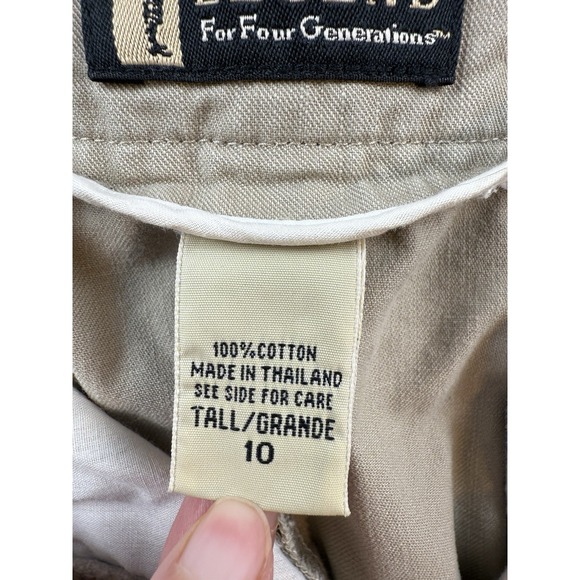 For Four Generations™
100% COTTON
MADE IN THAILAND
SEE SIDE FOR CARE
TALL/GRANDE
10